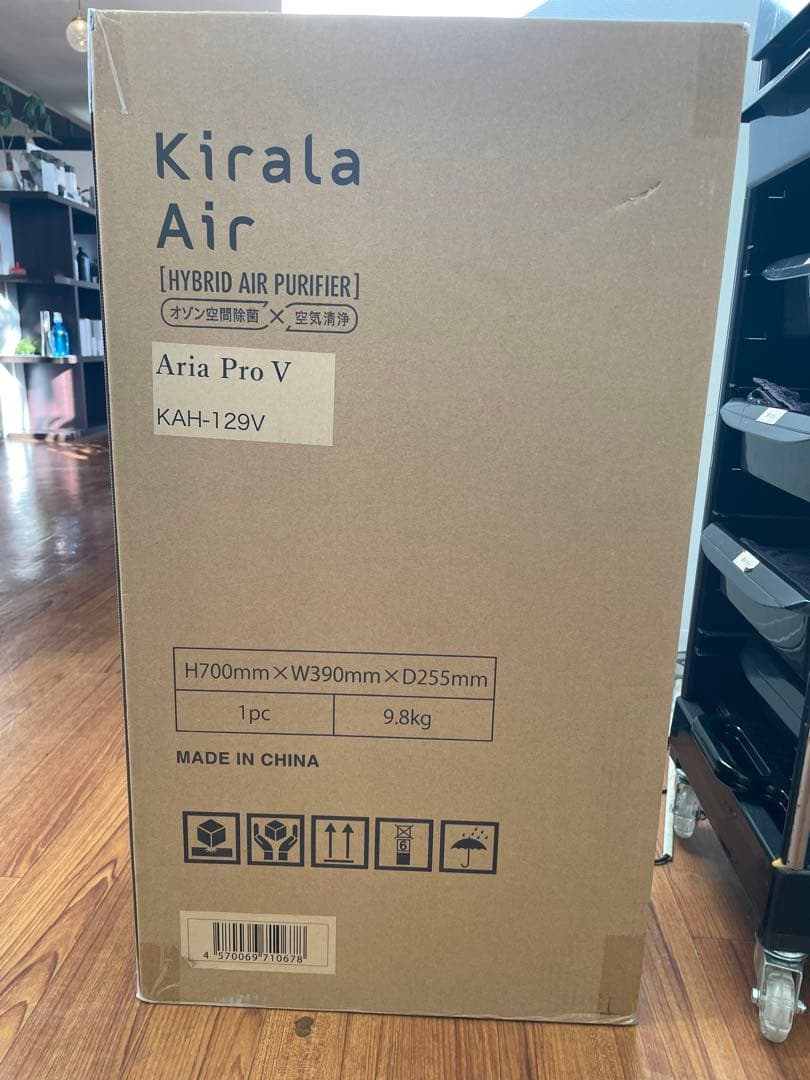 Kirala
Air
[HYBRID AIR PURIFIER]
オゾン空間除菌×空気清浄
Aria Pro V
KAH-129V
H700mm×W390mm×D255mm
1pc 9.8kg
MADE IN CHINA
6
4 570069 710678